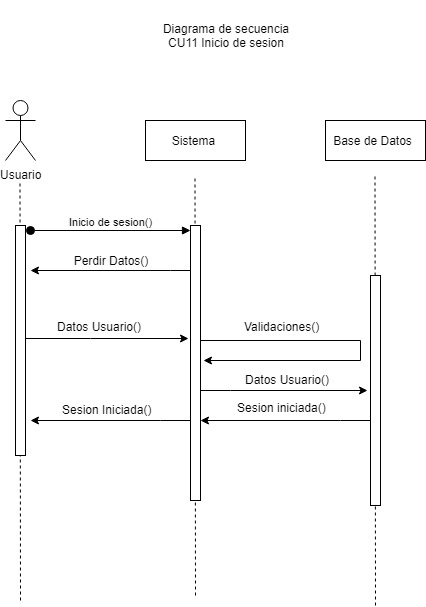 Diagrama de secuencia
CU11 Inicio de sesion
Sistema
Base de Datos
Usuario
Inicio de sesion()
Perdir Datos()
Datos Usuario()
Validaciones()
Datos Usuario()
Sesion Iniciada()
Sesion iniciada()